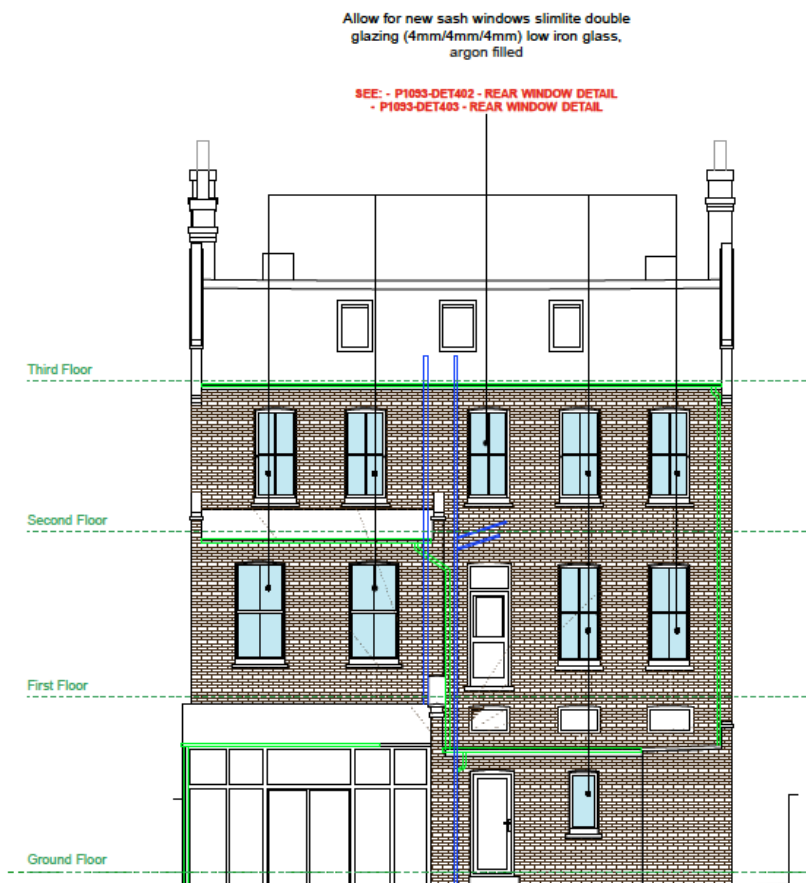 Allow for new sash windows slimlite double
glazing (4mm/4mm/4mm) low iron glass,
argon filled
SEE: - P1093-DET402 - REAR WINDOW DETAIL
- P1093-DET403 - REAR WINDOW DETAIL
Third Floor
Second Floor
First Floor
Ground Floor